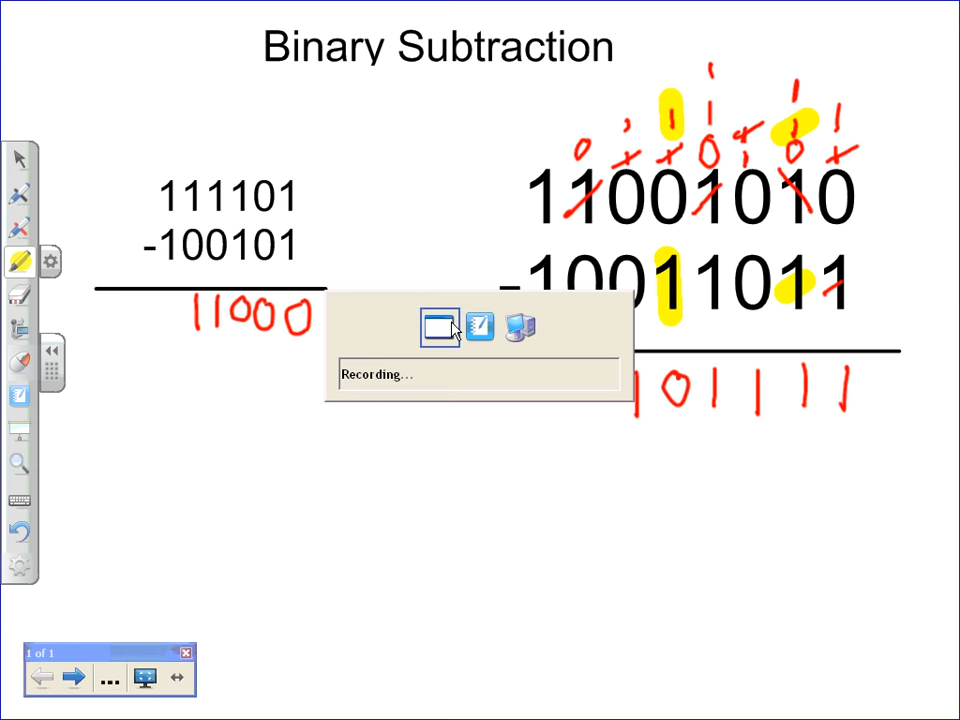 Binary Subtraction
111101
-100101
11000
11001010
-10011011
101111
Recording...
1 of 1
...